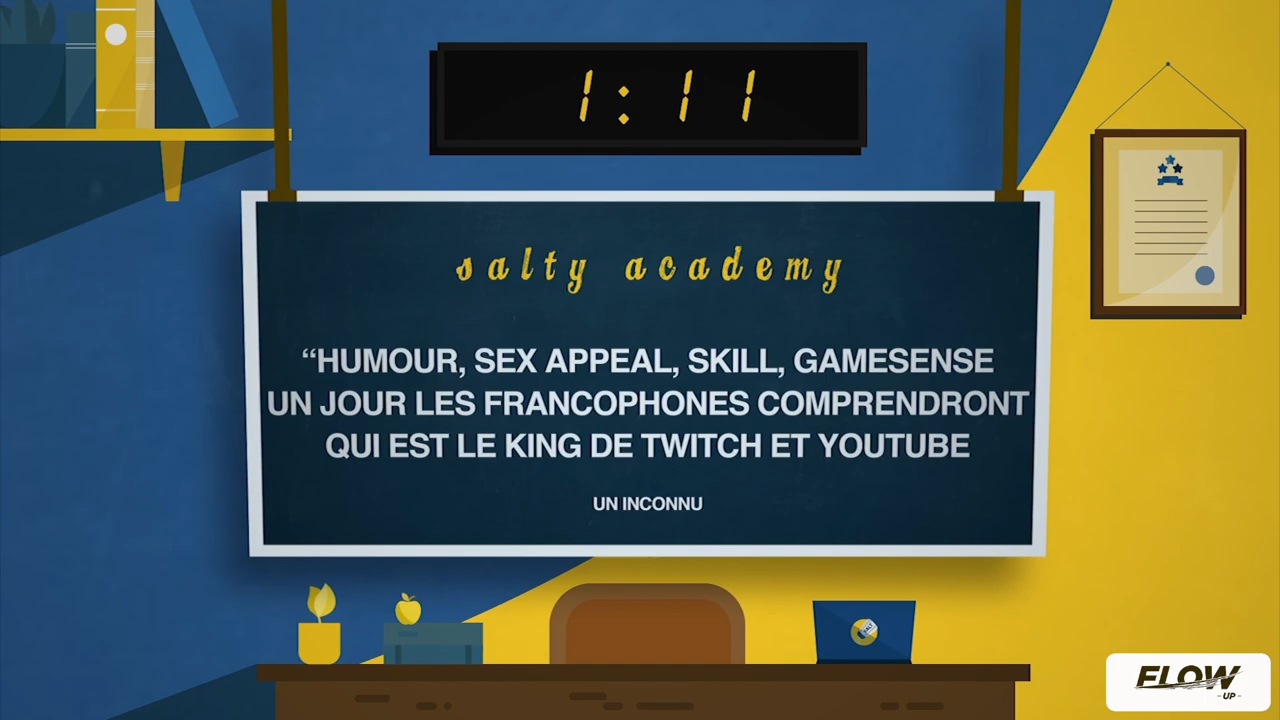 1:11
salty academy
“HUMOUR, SEX APPEAL, SKILL, GAMESENSE
UN JOUR LES FRANCOPHONES COMPRENDRONT
QUI EST LE KING DE TWITCH ET YOUTUBE
UN INCONNU
FLOW
-UP-